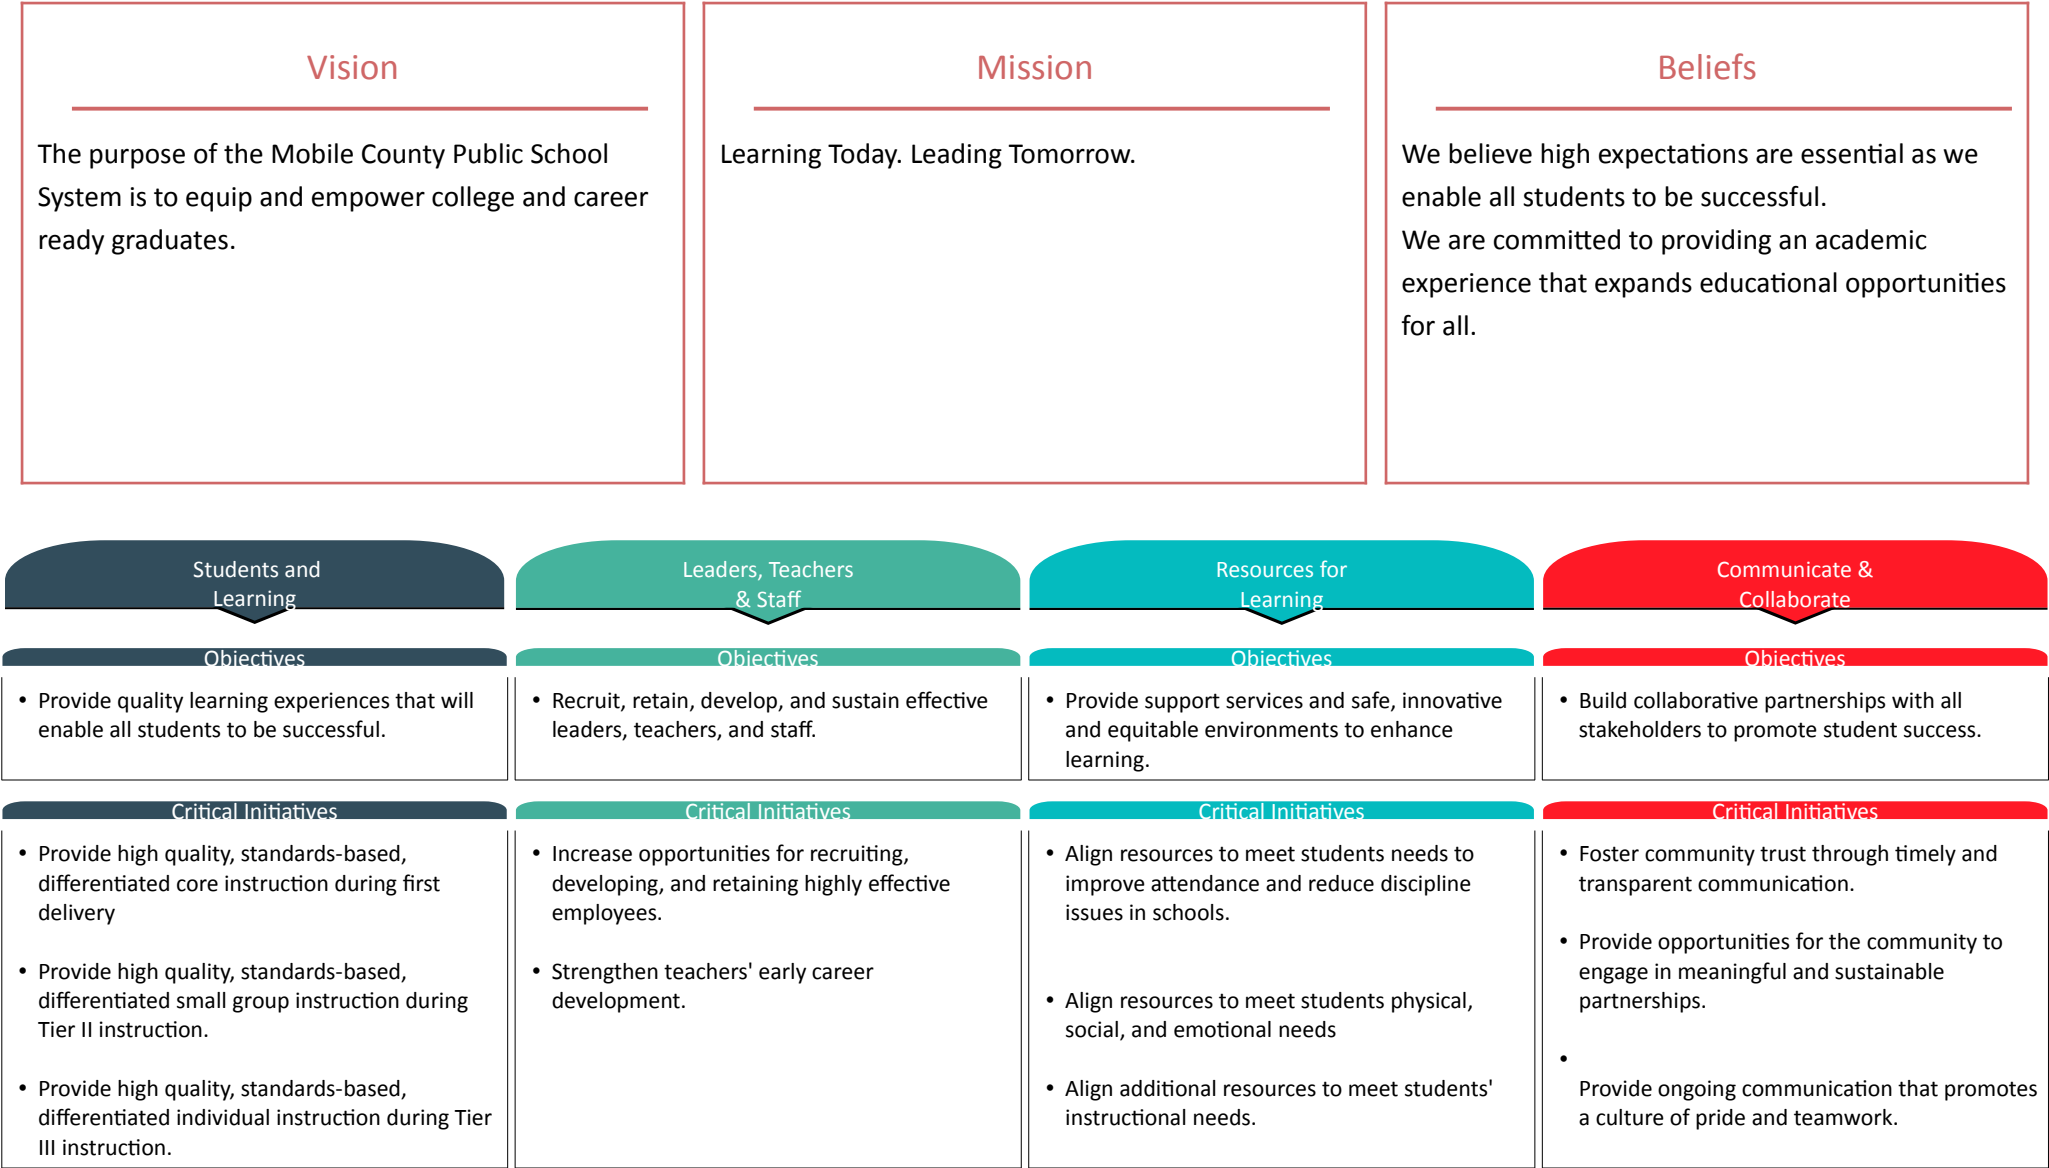 Vision
The purpose of the Mobile County Public School
System is to equip and empower college and career
ready graduates.
Mission
Learning Today. Leading Tomorrow.
Beliefs
We believe high expectations are essential as we
enable all students to be successful.
We are committed to providing an academic
experience that expands educational opportunities
for all.
Students and
Learning
Objectives
• Provide quality learning experiences that will
enable all students to be successful.
Critical Initiatives
• Provide high quality, standards-based,
differentiated core instruction during first
delivery
• Provide high quality, standards-based,
differentiated small group instruction during
Tier II instruction.
• Provide high quality, standards-based,
differentiated individual instruction during Tier
III instruction.
Leaders, Teachers
& Staff
Objectives
• Recruit, retain, develop, and sustain effective
leaders, teachers, and staff.
Critical Initiatives
• Increase opportunities for recruiting,
developing, and retaining highly effective
employees.
• Strengthen teachers' early career
development.
Resources for
Learning
Objectives
• Provide support services and safe, innovative
and equitable environments to enhance
learning.
Critical Initiatives
• Align resources to meet students needs to
improve attendance and reduce discipline
issues in schools.
• Align resources to meet students physical,
social, and emotional needs
• Align additional resources to meet students'
instructional needs.
Communicate &
Collaborate
Objectives
• Build collaborative partnerships with all
stakeholders to promote student success.
Critical Initiatives
• Foster community trust through timely and
transparent communication.
• Provide opportunities for the community to
engage in meaningful and sustainable
partnerships.
•
Provide ongoing communication that promotes
a culture of pride and teamwork.